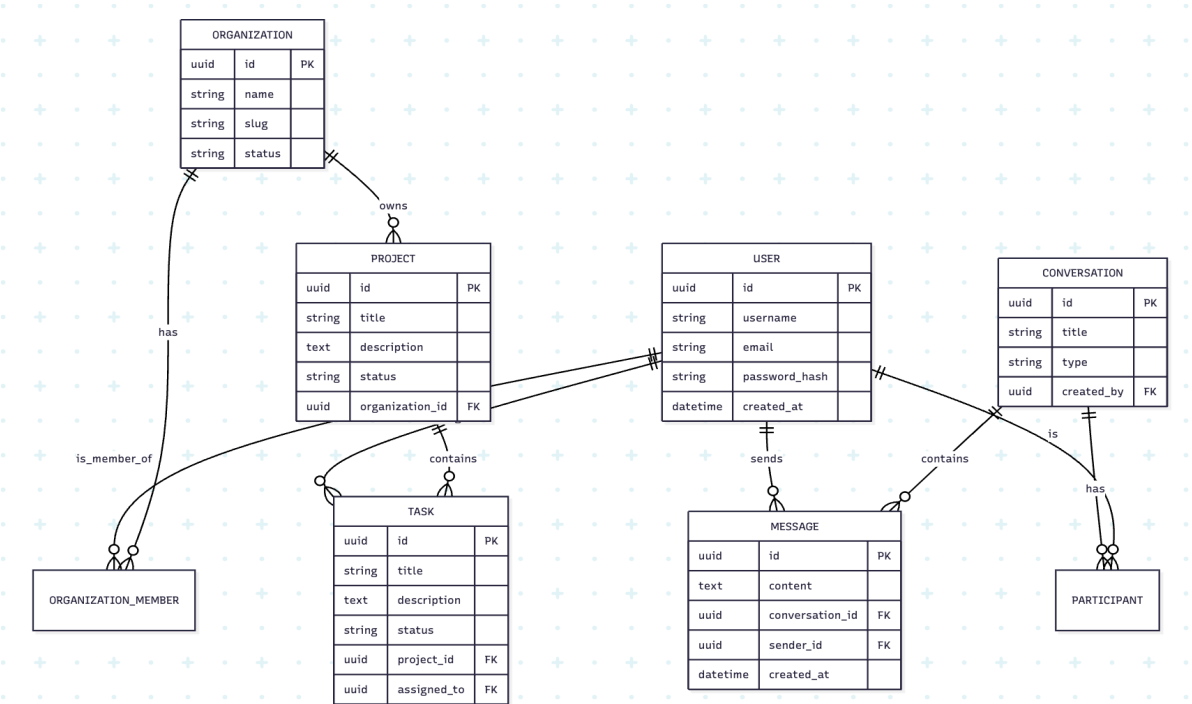 ORGANIZATION
uuid id PK
string name
string slug
string status
owns
has
PROJECT
uuid id PK
string title
text description
string status
uuid organization_id FK
USER
uuid id PK
string username
string email
string password_hash
datetime created_at
CONVERSATION
uuid id PK
string title
string type
uuid created_by FK
is_member_of
contains
sends
contains
is
has
ORGANIZATION_MEMBER
TASK
uuid id PK
string title
text description
string status
uuid project_id FK
uuid assigned_to FK
MESSAGE
uuid id PK
text content
uuid conversation_id FK
uuid sender_id FK
datetime created_at
PARTICIPANT